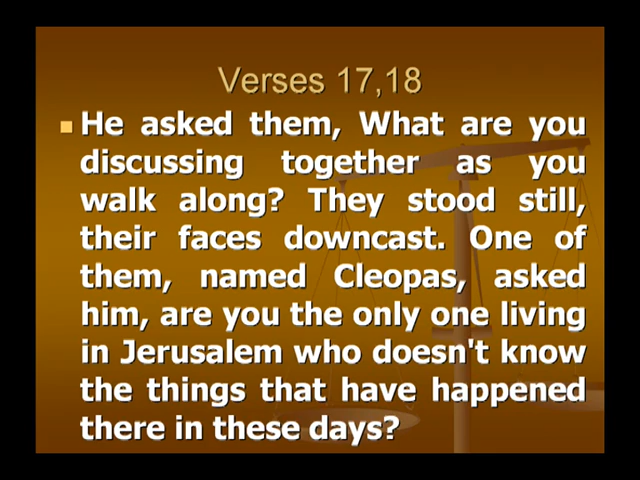 Verses 17,18
He asked them, What are you
discussing together as you
walk along? They stood still,
their faces downcast. One of
them, named Cleopas, asked
him, are you the only one living
in Jerusalem who doesn't know
the things that have happened
there in these days?